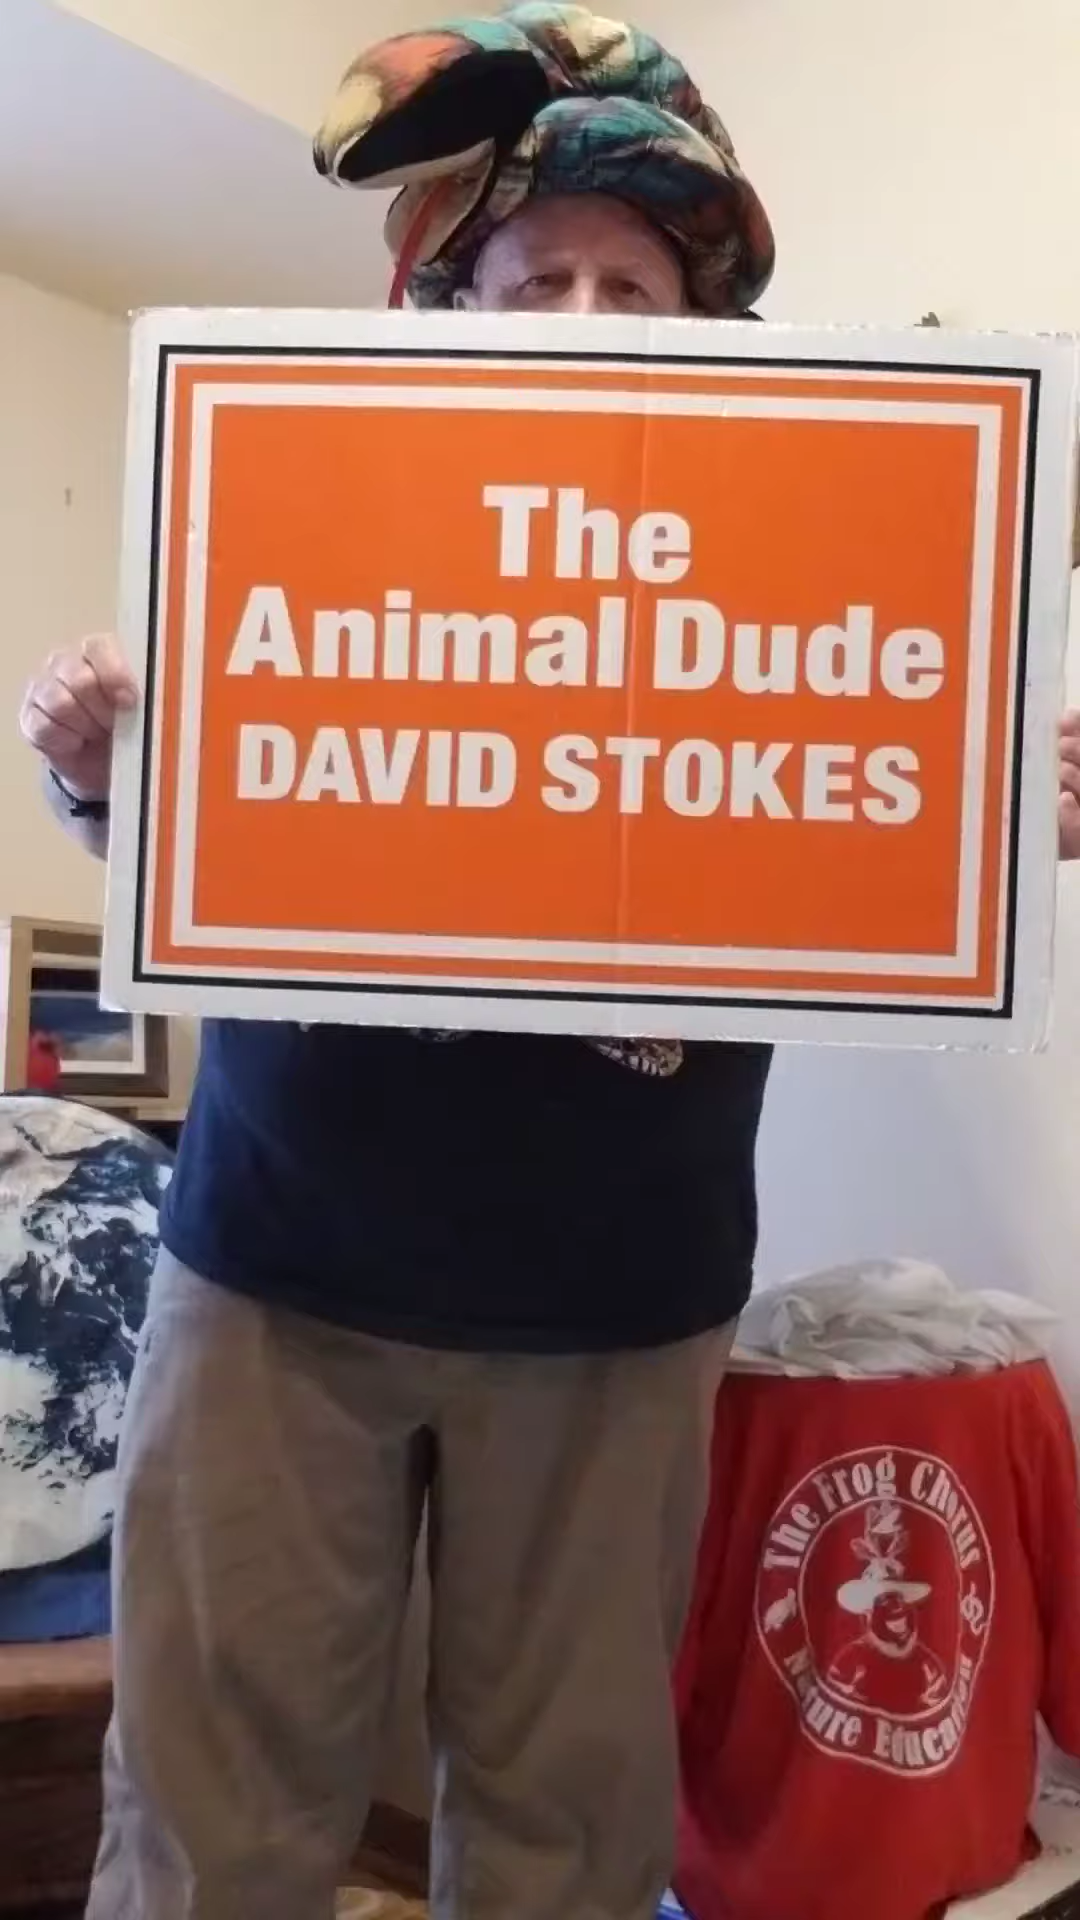 The
Animal Dude
DAVID STOKES
The Frog Chorus
Nature Education